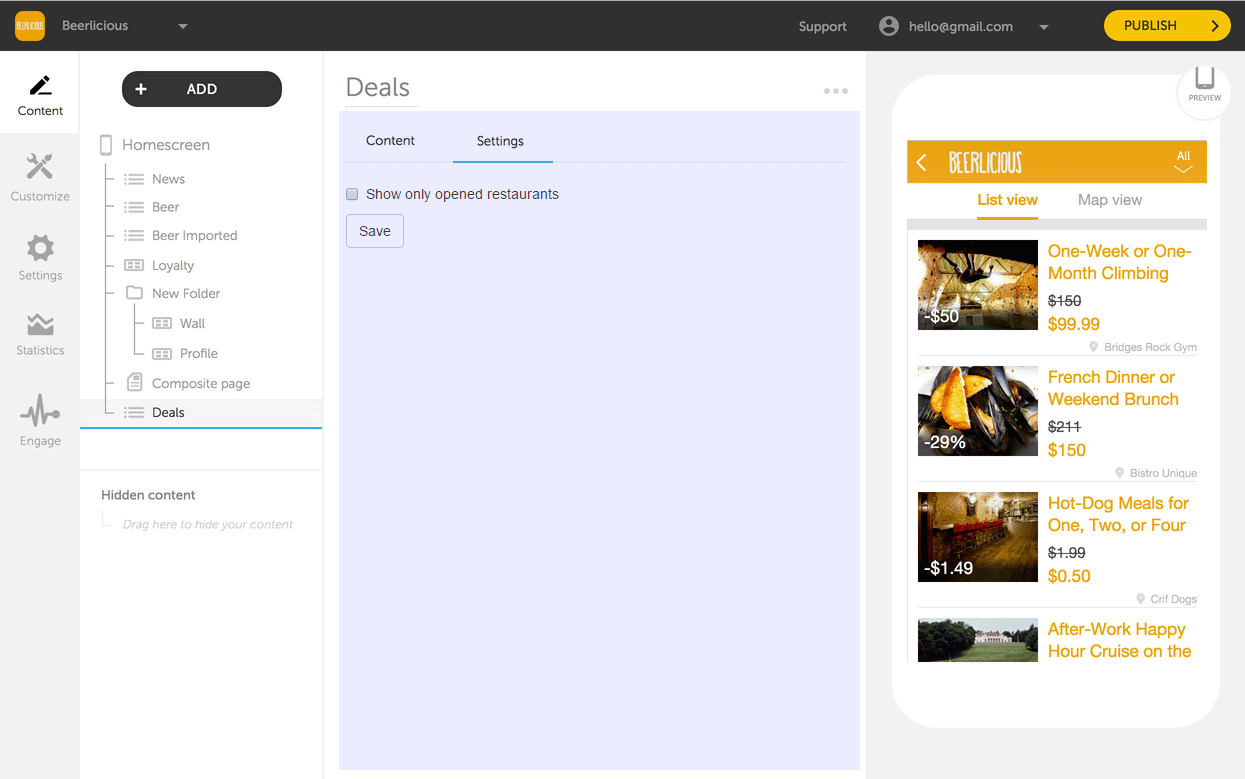 BEERLICIOUS
Beerlicious
Support
hello@gmail.com
PUBLISH
Content
Customize
Settings
Statistics
Engage
+ ADD
Homescreen
News
Beer
Beer Imported
Loyalty
New Folder
Wall
Profile
Composite page
Deals
Hidden content
Drag here to hide your content
Deals
Content
Settings
Show only opened restaurants
Save
PREVIEW
BEERLICIOUS
All
List view
Map view
One-Week or One-
Month Climbing
$150
-$50
$99.99
Bridges Rock Gym
French Dinner or
Weekend Brunch
$211
-29%
$150
Bistro Unique
Hot-Dog Meals for
One, Two, or Four
$1.99
-$1.49
$0.50
Crif Dogs
After-Work Happy
Hour Cruise on the